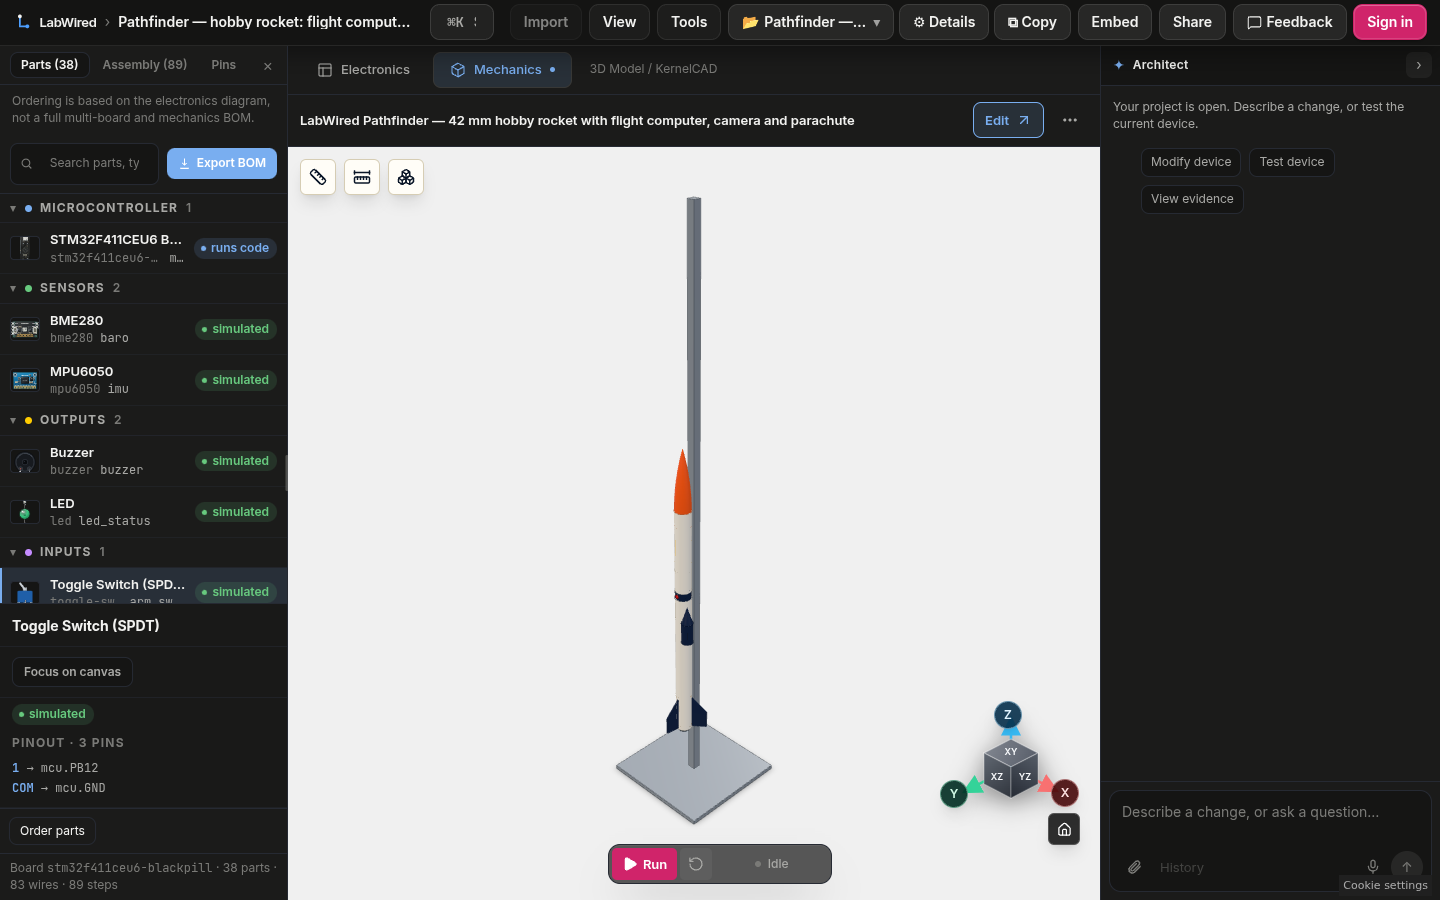 LabWired › Pathfinder — hobby rocket: flight comput...
⌘K
Import
View
Tools
Pathfinder —... ▾
Details
Copy
Embed
Share
Feedback
Sign in
Parts (38)
Assembly (89)
Pins
×
Ordering is based on the electronics diagram,
not a full multi-board and mechanics BOM.
Search parts, ty
Export BOM
MICROCONTROLLER 1
STM32F411CEU6 B...
stm32f411ceu6-… m…
runs code
SENSORS 2
BME280
bme280 baro
simulated
MPU6050
mpu6050 imu
simulated
OUTPUTS 2
Buzzer
buzzer buzzer
simulated
LED
led led_status
simulated
INPUTS 1
Toggle Switch (SPD...
toggle-sw… arm_sw
simulated
Toggle Switch (SPDT)
Focus on canvas
simulated
PINOUT · 3 PINS
1 → mcu.PB12
COM → mcu.GND
Order parts
Board stm32f411ceu6-blackpill · 38 parts ·
83 wires · 89 steps
Electronics
Mechanics
3D Model / KernelCAD
LabWired Pathfinder — 42 mm hobby rocket with flight computer, camera and parachute
Edit
Z
XY
XZ
YZ
Y
X
Run
Idle
Architect
Your project is open. Describe a change, or test the
current device.
Modify device
Test device
View evidence
Describe a change, or ask a question...
History
Cookie settings